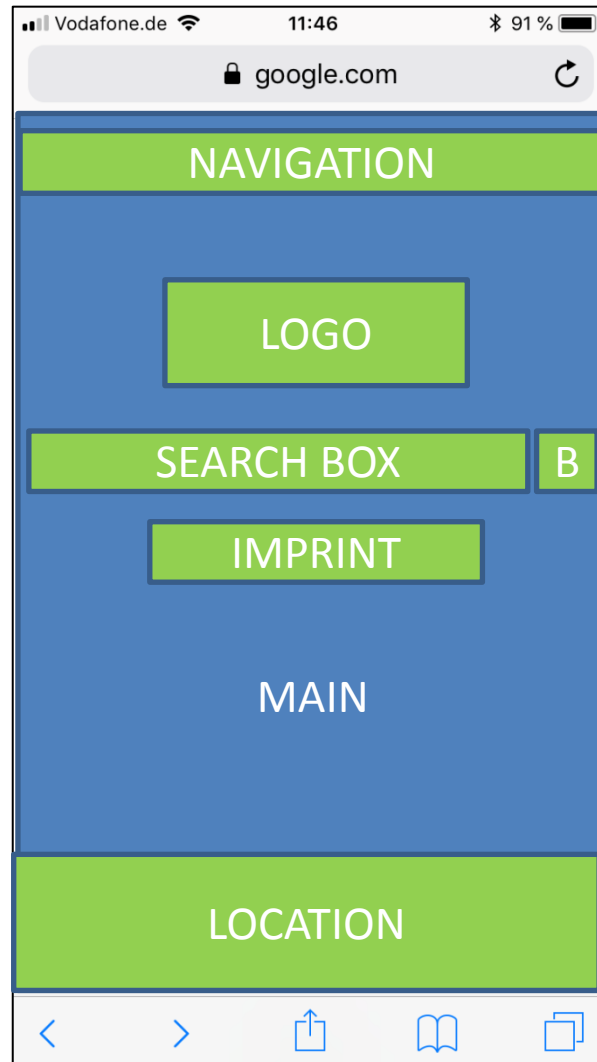 Vodafone.de 11:46 91 %
google.com
NAVIGATION
LOGO
SEARCH BOX B
IMPRINT
MAIN
LOCATION